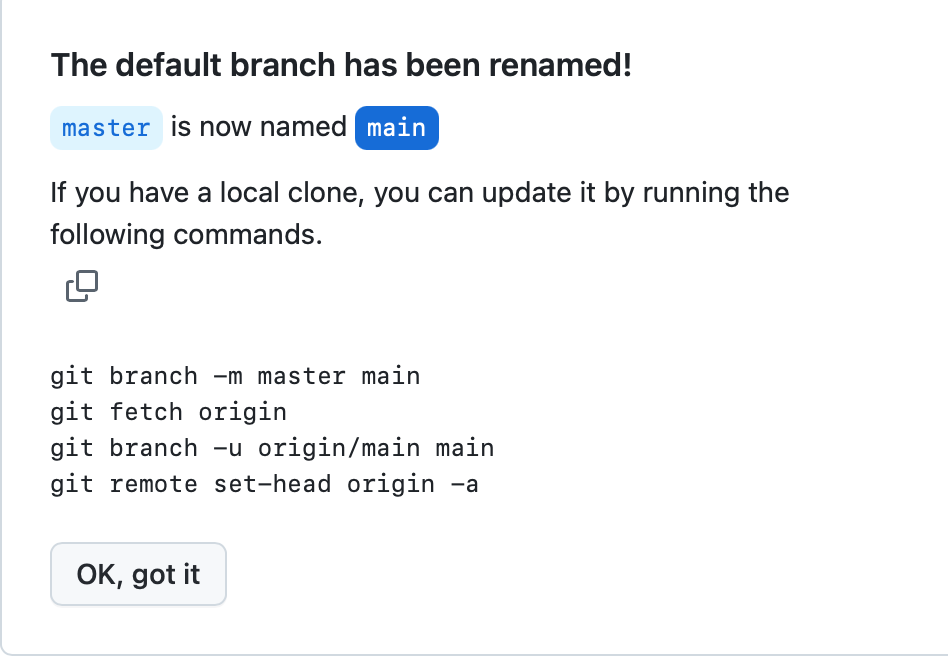 The default branch has been renamed!
master is now named main
If you have a local clone, you can update it by running the
following commands.
git branch -m master main
git fetch origin
git branch -u origin/main main
git remote set-head origin -a
OK, got it